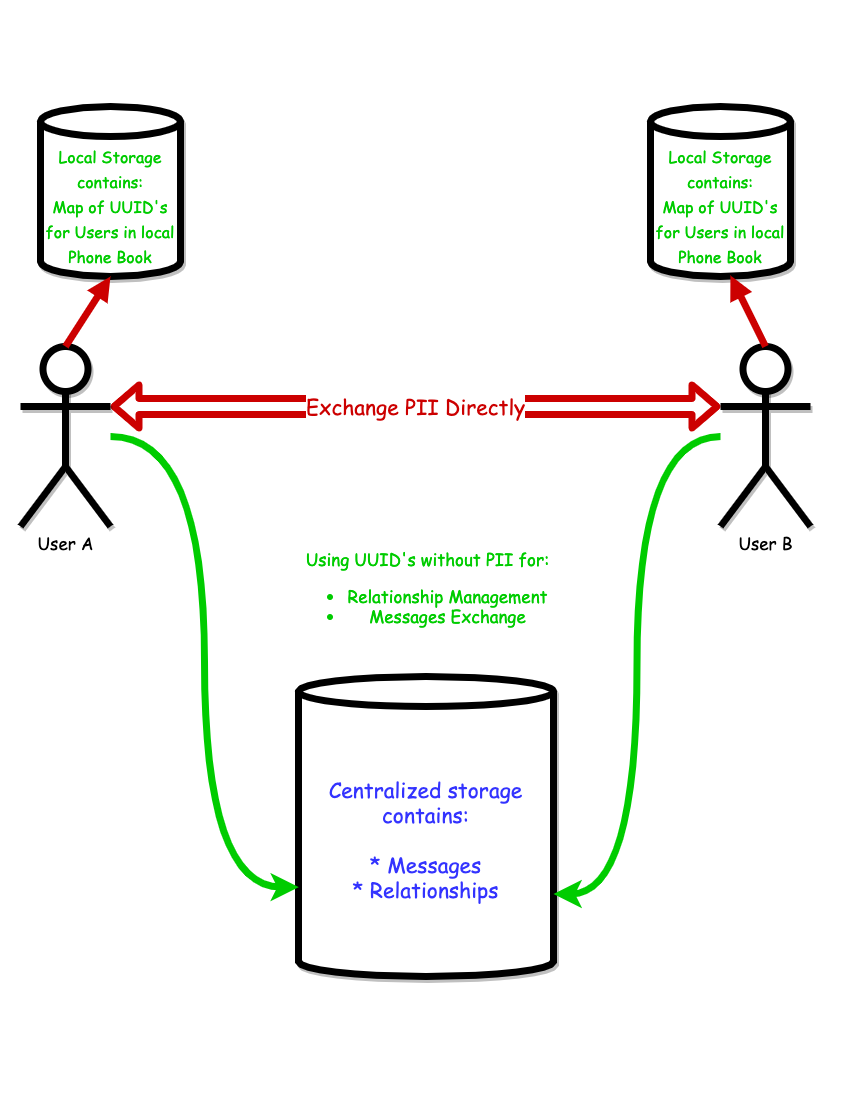 Local Storage
contains:
Map of UUID's
for Users in local
Phone Book
Local Storage
contains:
Map of UUID's
for Users in local
Phone Book
Exchange PII Directly
User A
User B
Using UUID's without PII for:
• Relationship Management
• Messages Exchange
Centralized storage
contains:
* Messages
* Relationships